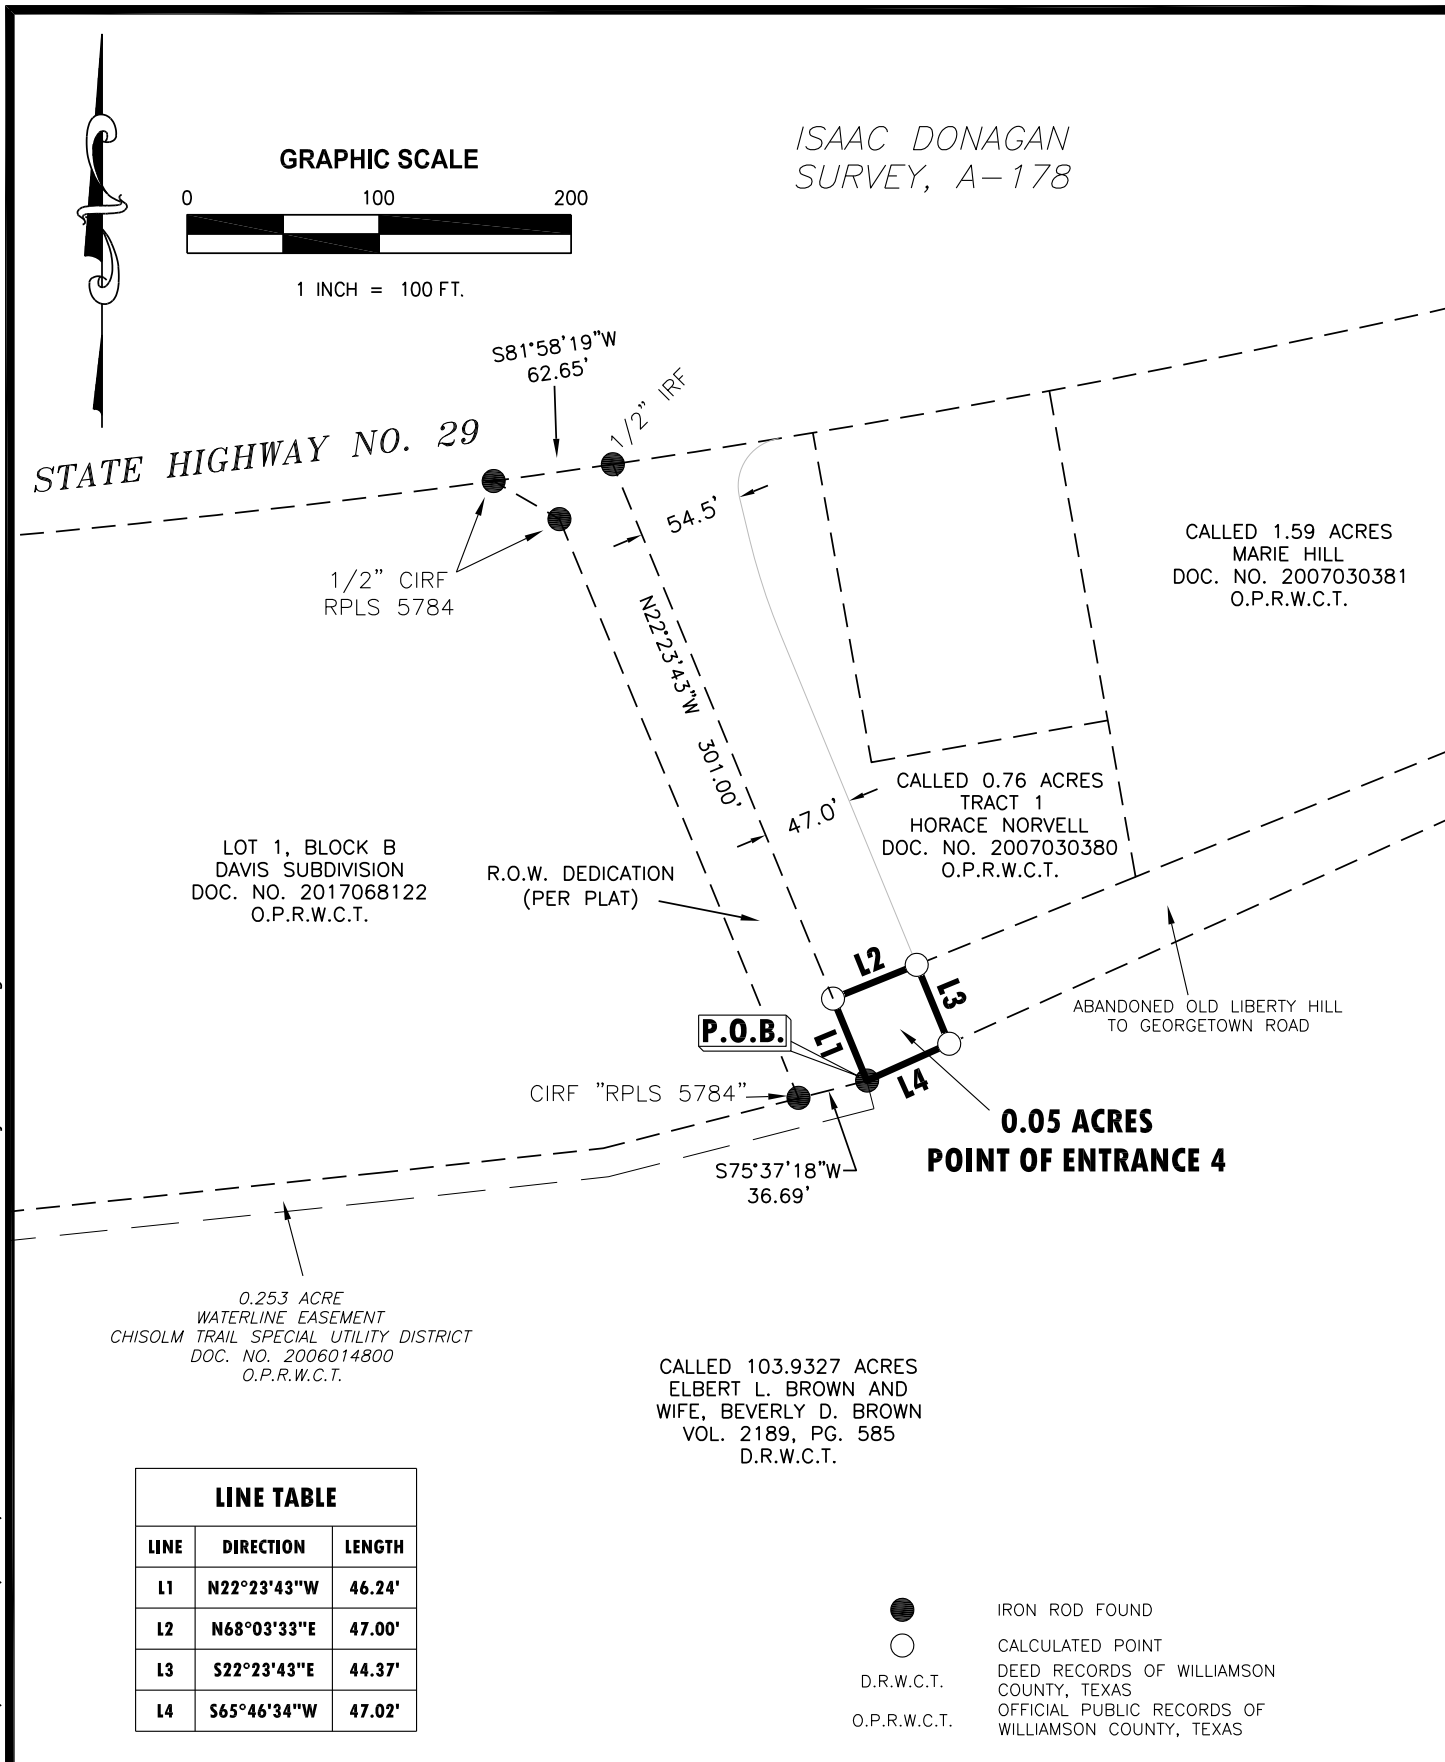 ISAAC DONAGAN
SURVEY, A-178
GRAPHIC SCALE
0 100 200
1 INCH = 100 FT.
S81°58'19"W
62.65'
1/2" IRF
STATE HIGHWAY NO. 29
54.5'
1/2" CIRF
RPLS 5784
CALLED 1.59 ACRES
MARIE HILL
DOC. NO. 2007030381
O.P.R.W.C.T.
N22°23'43"W 301.00'
47.0'
CALLED 0.76 ACRES
TRACT 1
HORACE NORVELL
DOC. NO. 2007030380
O.P.R.W.C.T.
LOT 1, BLOCK B
DAVIS SUBDIVISION
DOC. NO. 2017068122
O.P.R.W.C.T.
R.O.W. DEDICATION
(PER PLAT)
L2
L3
L1
L4
P.O.B.
ABANDONED OLD LIBERTY HILL
TO GEORGETOWN ROAD
CIRF "RPLS 5784"
0.05 ACRES
POINT OF ENTRANCE 4
S75°37'18"W
36.69'
0.253 ACRE
WATERLINE EASEMENT
CHISOLM TRAIL SPECIAL UTILITY DISTRICT
DOC. NO. 2006014800
O.P.R.W.C.T.
CALLED 103.9327 ACRES
ELBERT L. BROWN AND
WIFE, BEVERLY D. BROWN
VOL. 2189, PG. 585
D.R.W.C.T.
LINE TABLE
LINE DIRECTION LENGTH
L1 N22°23'43"W 46.24'
L2 N68°03'33"E 47.00'
L3 S22°23'43"E 44.37'
L4 S65°46'34"W 47.02'
IRON ROD FOUND
CALCULATED POINT
D.R.W.C.T. DEED RECORDS OF WILLIAMSON
COUNTY, TEXAS
O.P.R.W.C.T. OFFICIAL PUBLIC RECORDS OF
WILLIAMSON COUNTY, TEXAS